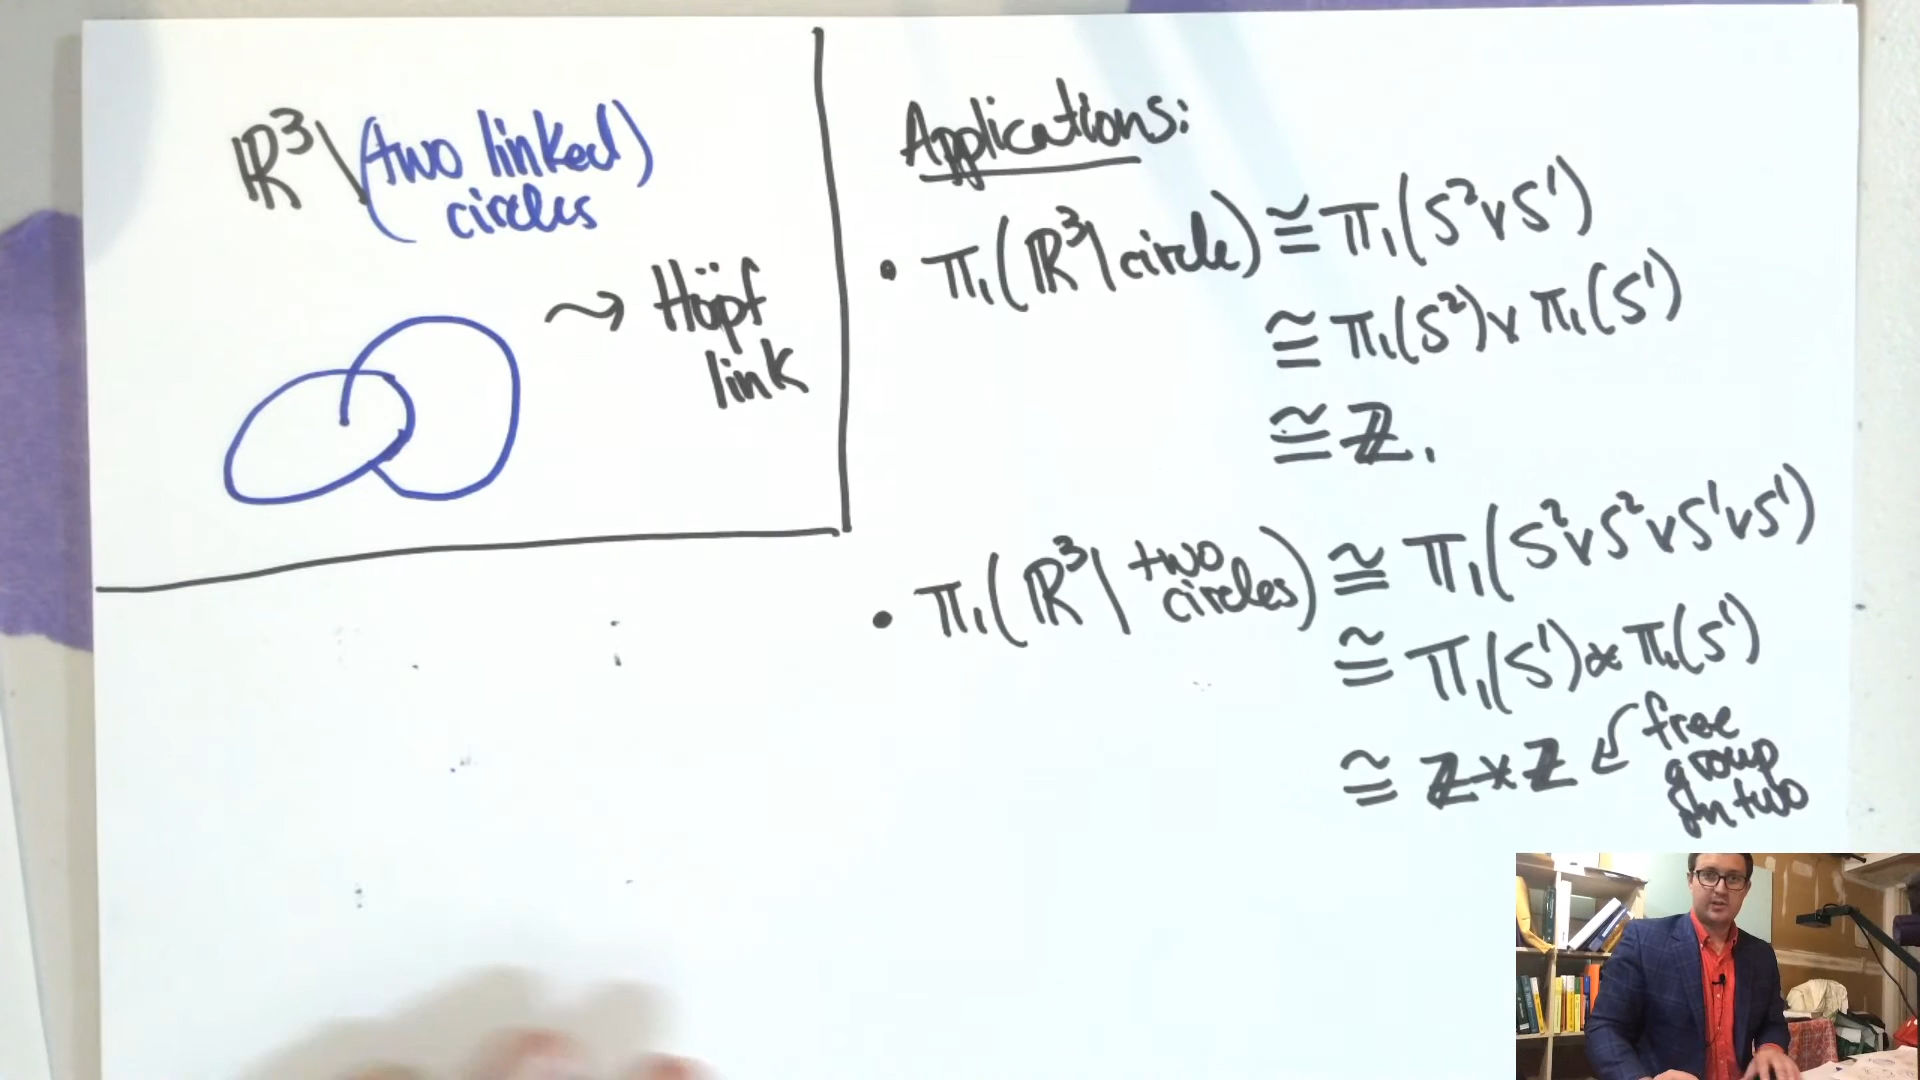 ℝ³\(two linked)
circles
⤳ Höpf
link
Applications:
• π₁(ℝ³\circle) ≅ π₁(S²∨S¹)
≅ π₁(S²)∨π₁(S¹)
≅ ℤ.
• π₁(ℝ³\ two circles) ≅ π₁(S²∨S²∨S¹∨S¹)
≅ π₁(S¹)*π₁(S¹)
≅ ℤ*ℤ ↙ free
group
on two